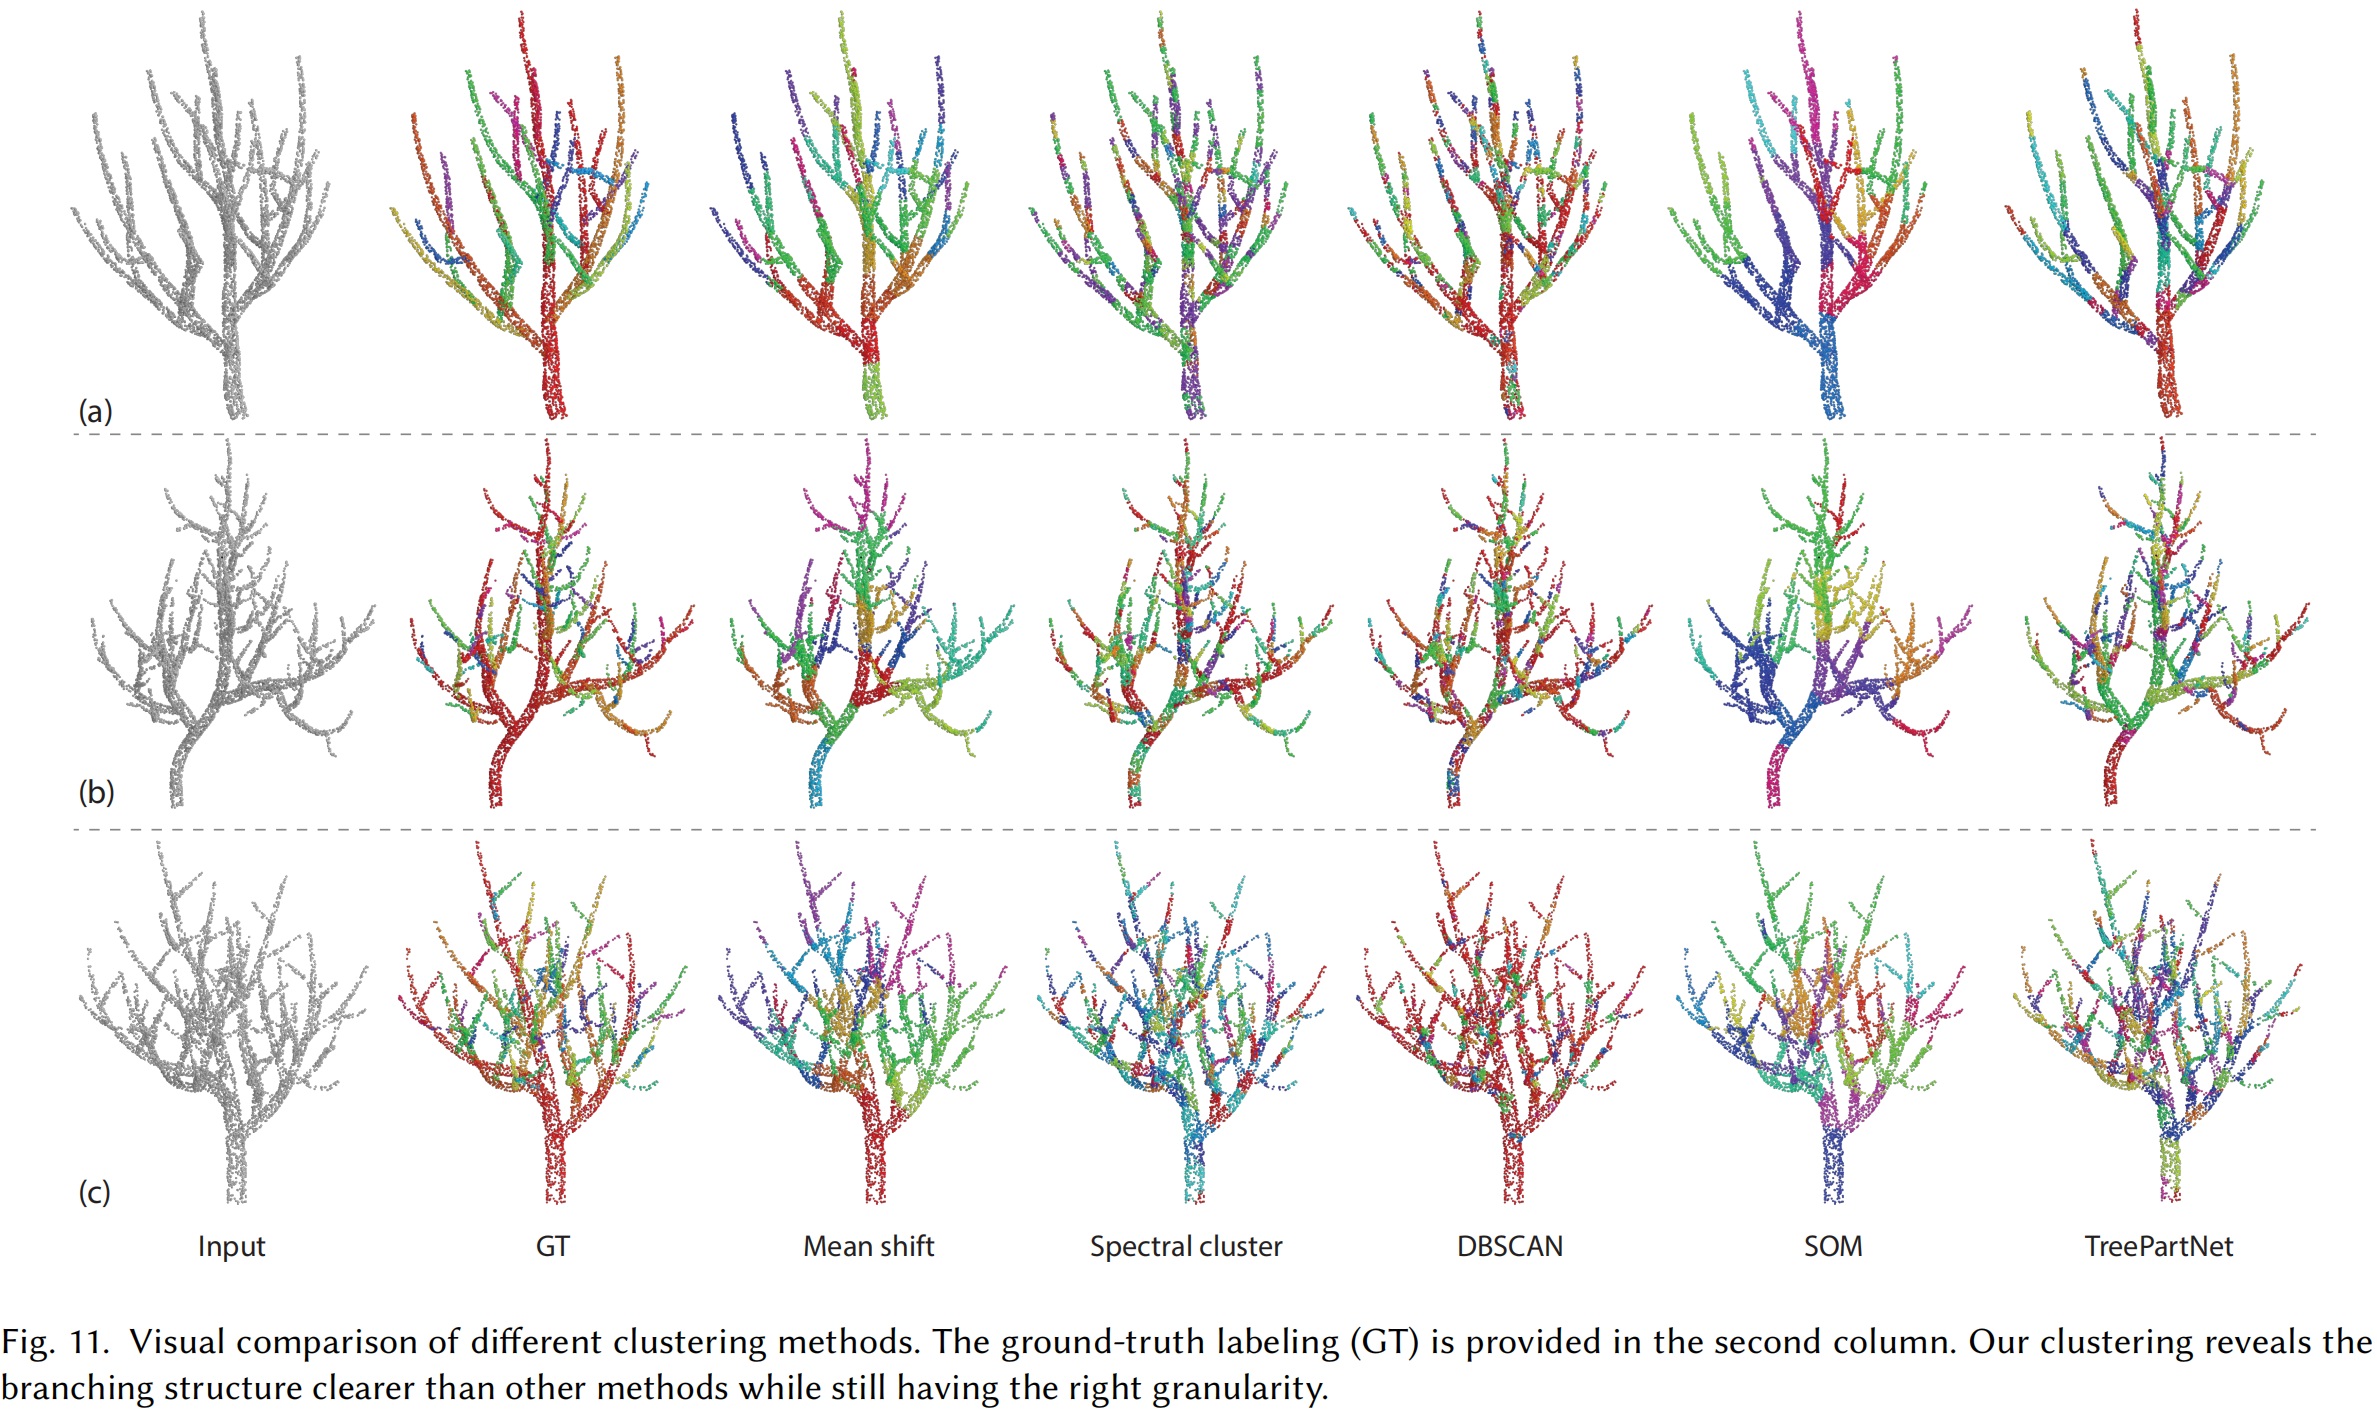 (a)
(b)
(c)
Input GT Mean shift Spectral cluster DBSCAN SOM TreePartNet
Fig. 11. Visual comparison of different clustering methods. The ground-truth labeling (GT) is provided in the second column. Our clustering reveals the
branching structure clearer than other methods while still having the right granularity.